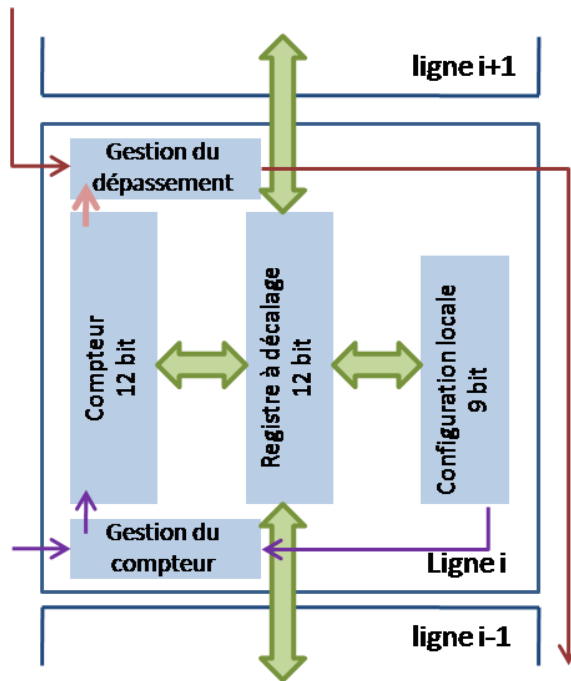 ligne i+1
Gestion du
dépassement
Compteur
12 bit
Registre à décalage
12 bit
Configuration locale
9 bit
Gestion du
compteur
Ligne i
ligne i-1